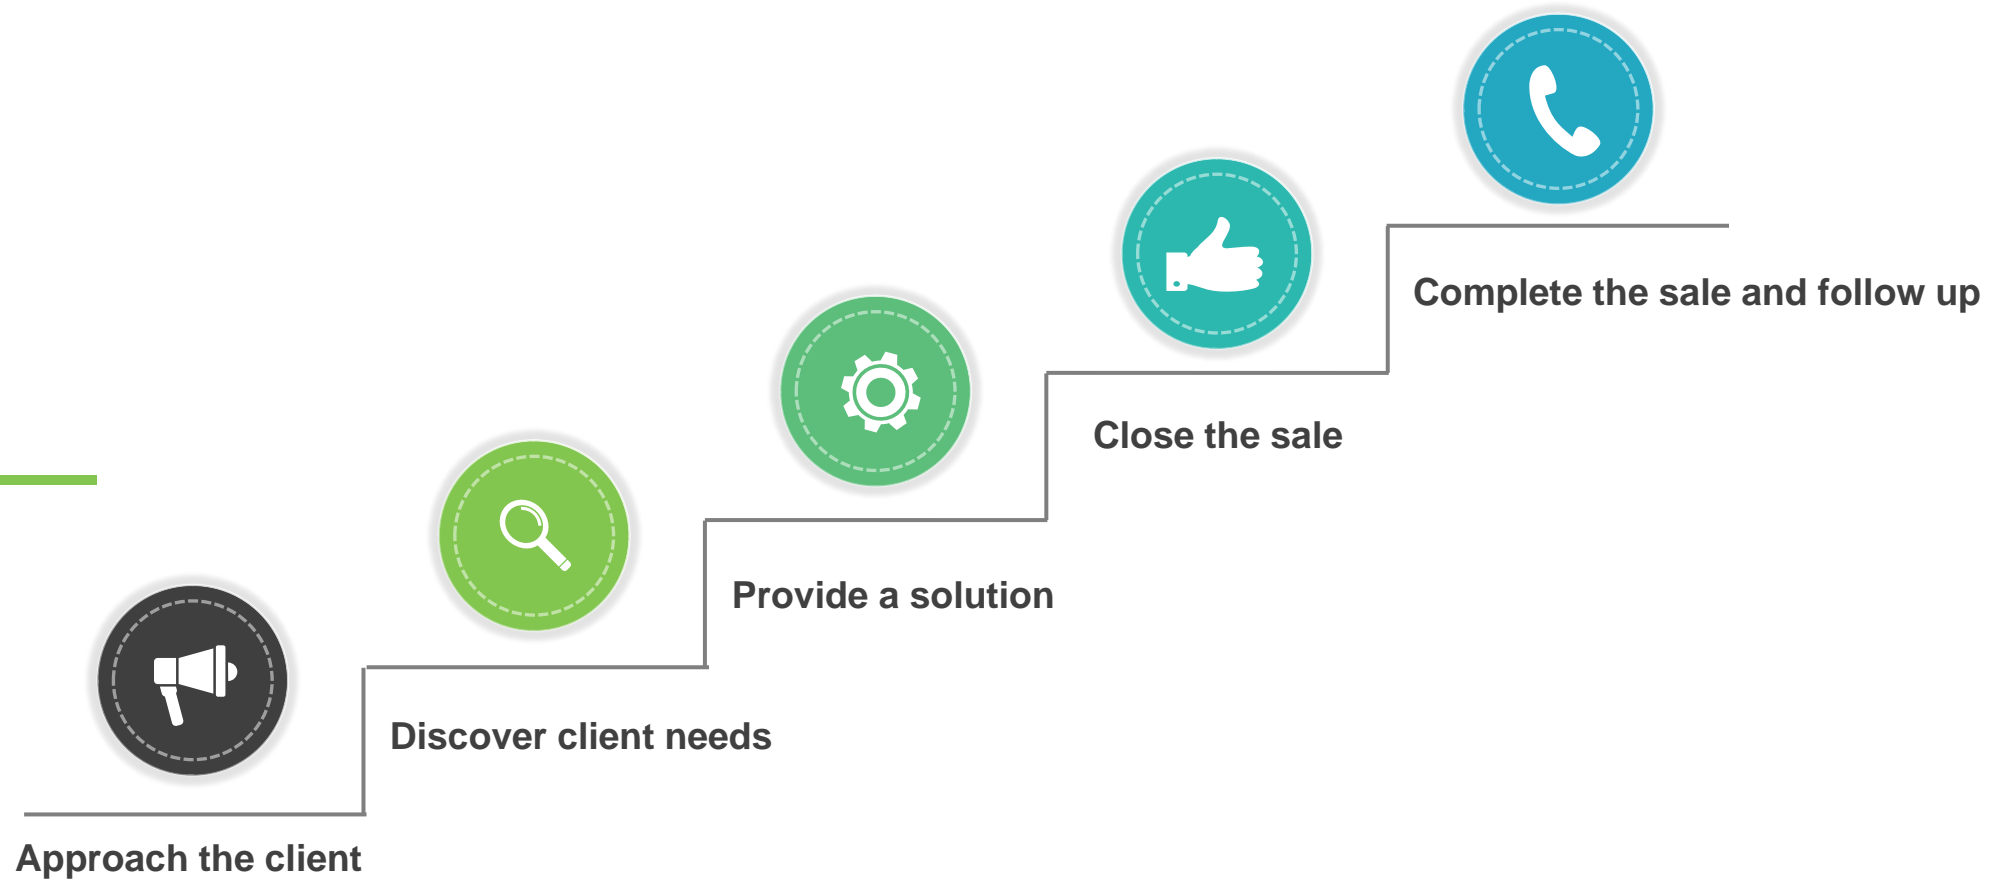 Approach the client
Discover client needs
Provide a solution
Close the sale
Complete the sale and follow up